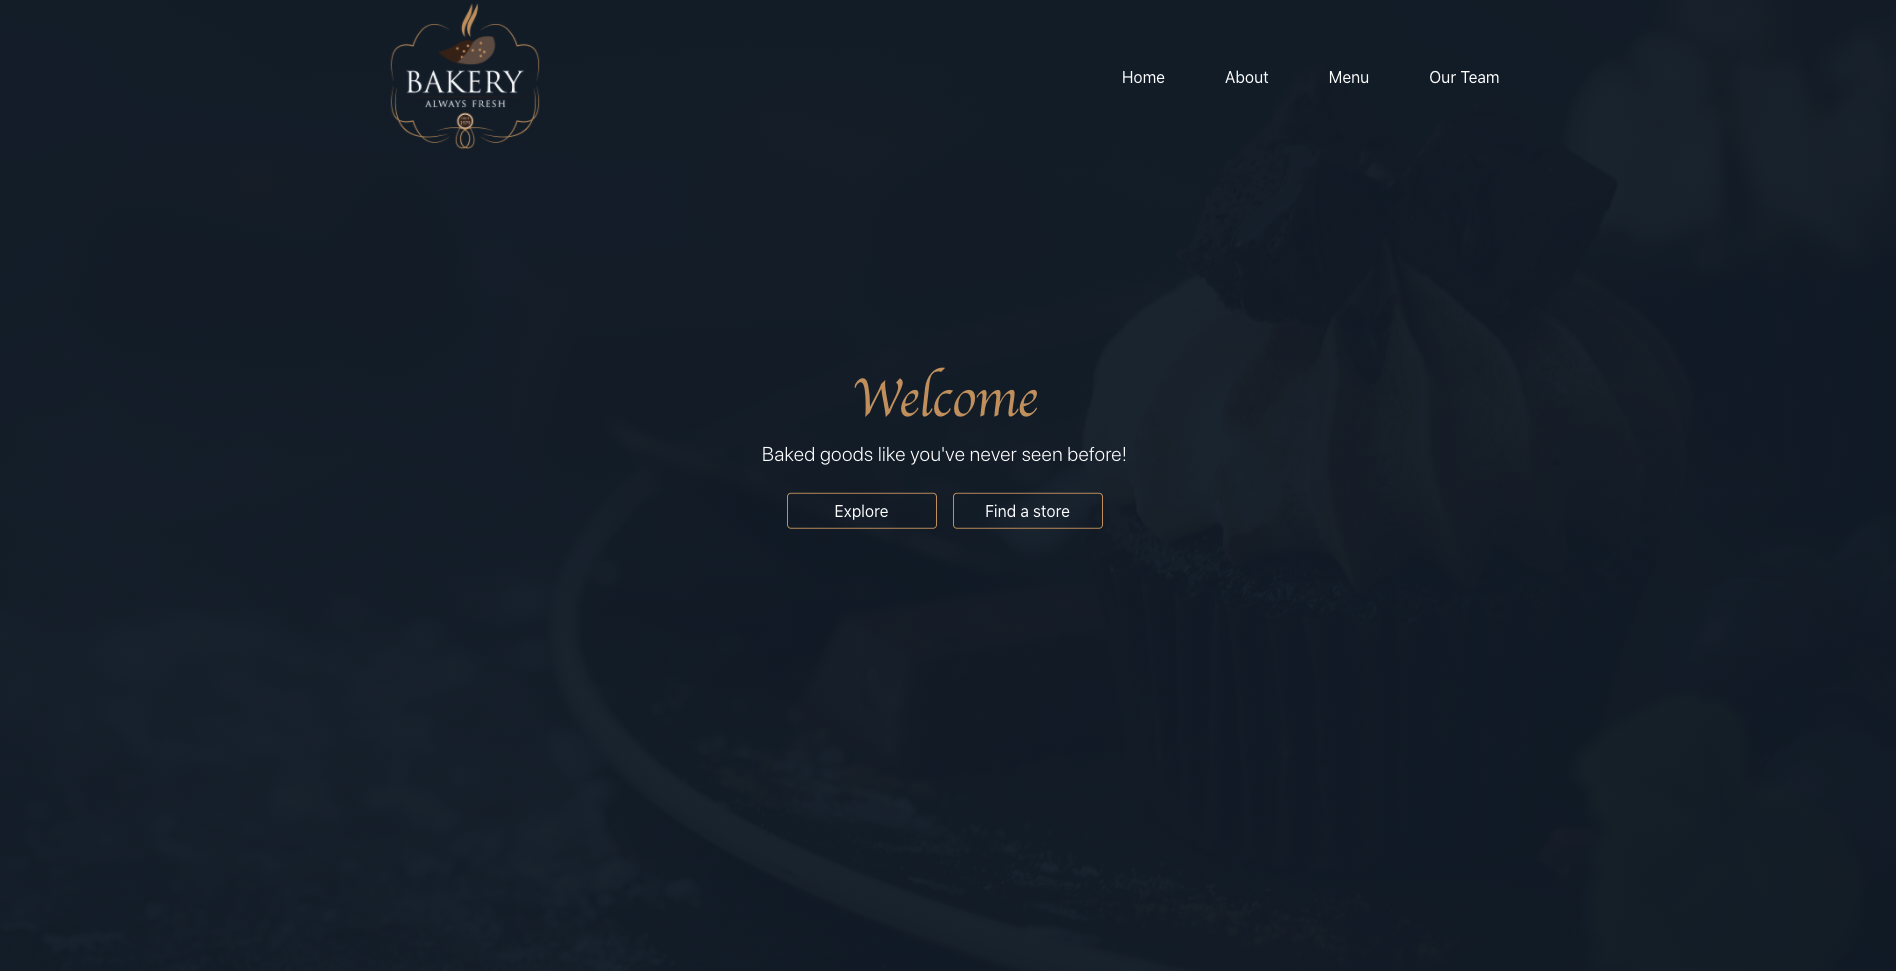 BAKERY
ALWAYS FRESH
Home About Menu Our Team
Welcome
Baked goods like you've never seen before!
Explore Find a store